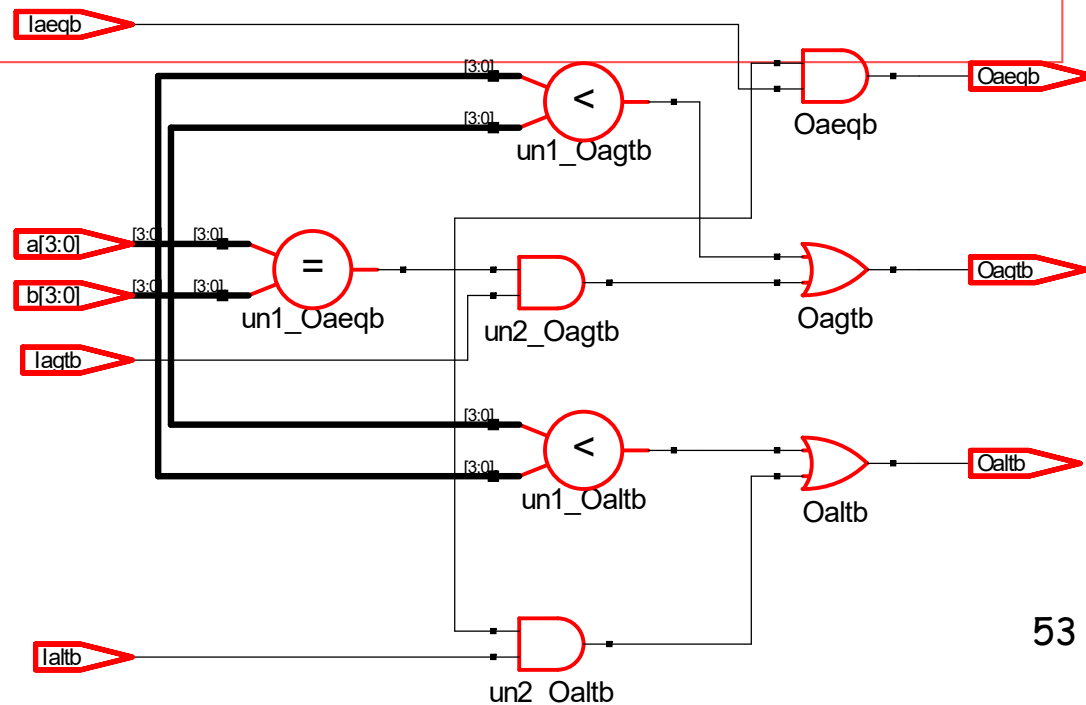 Iaeqb
[3:0]
<
Oaeqb
Oaeqb
[3:0]
un1_Oagtb
a[3:0]
[3:0]
[3:0]
=
b[3:0]
[3:0]
[3:0]
un1_Oaeqb
un2_Oagtb
Oagtb
Oagtb
Iagtb
[3:0]
<
[3:0]
un1_Oaltb
Oaltb
Oaltb
Ialtb
un2_Oaltb
53